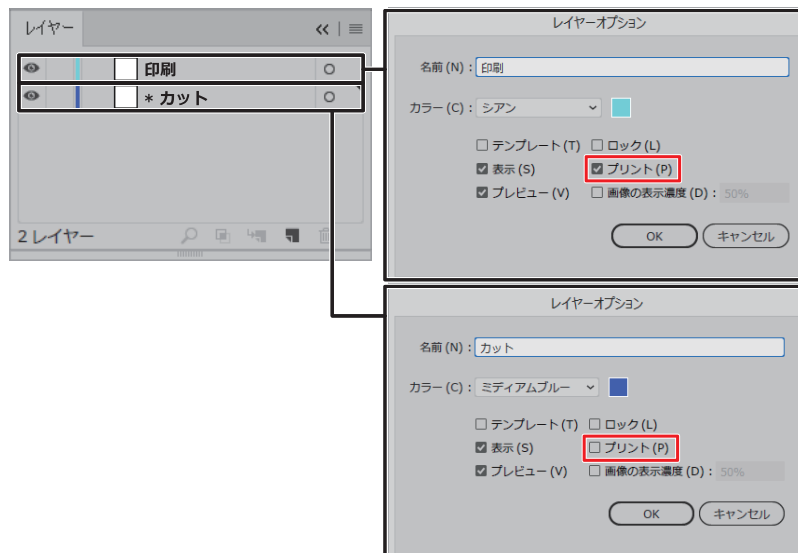 レイヤー
印刷
* カット
2 レイヤー
レイヤーオプション
名前 (N) : 印刷
カラー (C) : シアン
テンプレート (T) ロック (L)
表示 (S) プリント (P)
プレビュー (V) 画像の表示濃度 (D) : 50%
OK キャンセル
レイヤーオプション
名前 (N) : カット
カラー (C) : ミディアムブルー
テンプレート (T) ロック (L)
表示 (S) プリント (P)
プレビュー (V) 画像の表示濃度 (D) : 50%
OK キャンセル